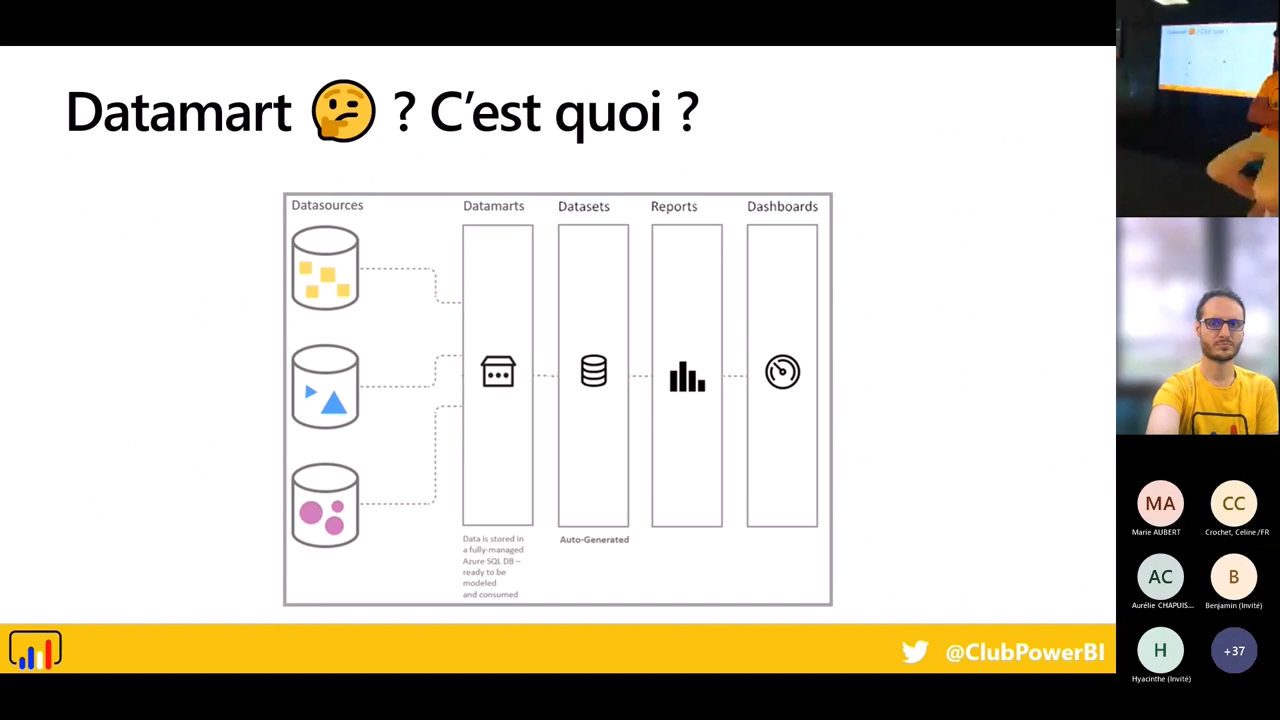 Datamart 🤔 ? C’est quoi ?
Datasources
Datamarts
Datasets
Reports
Dashboards
Data is stored in
a fully-managed
Azure SQL DB –
ready to be
modeled
and consumed
Auto-Generated
@ClubPowerBI
MA
Marie AUBERT
CC
Crochet, Celine/FR
AC
Aurélie CHAPUIS...
B
Benjamin (Invité)
H
Hyacinthe (Invité)
+37